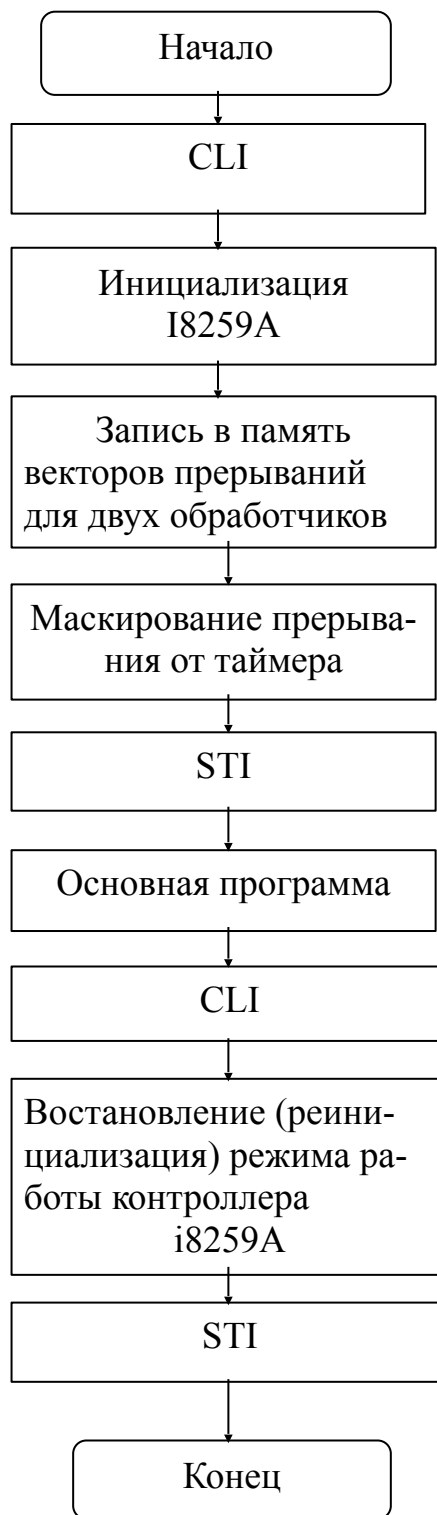 Начало
CLI
Инициализация
I8259A
Запись в память
векторов прерываний
для двух обработчиков
Маскирование прерыва-
ния от таймера
STI
Основная программа
CLI
Востановление (реини-
циализация) режима ра-
боты контроллера
i8259A
STI
Конец